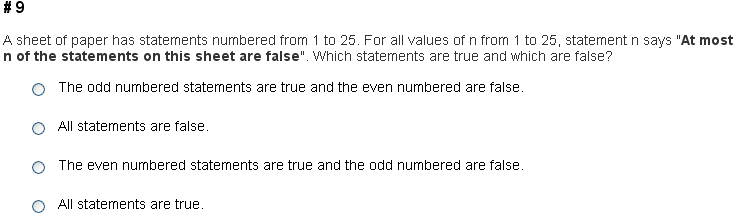 # 9
A sheet of paper has statements numbered from 1 to 25. For all values of n from 1 to 25, statement n says "At most
n of the statements on this sheet are false". Which statements are true and which are false?
The odd numbered statements are true and the even numbered are false.
All statements are false.
The even numbered statements are true and the odd numbered are false.
All statements are true.